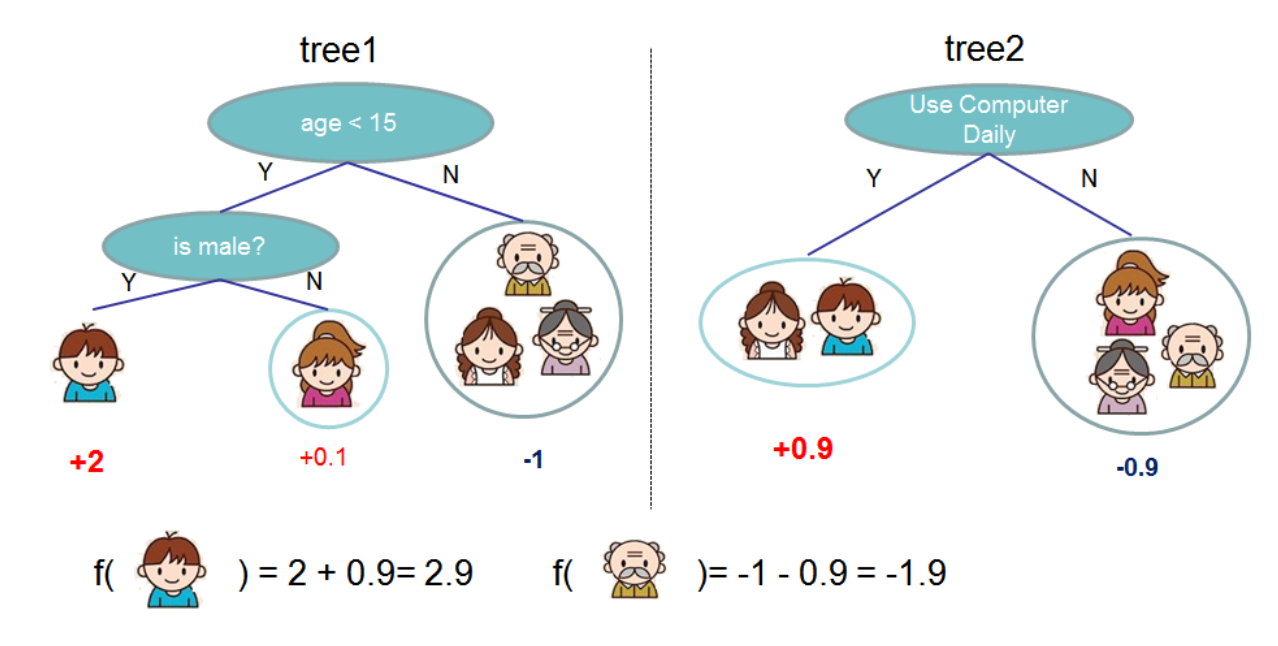 tree1
age < 15
Y
N
is male?
Y
N
+2
+0.1
-1
tree2
Use Computer
Daily
Y
N
+0.9
-0.9
f( ) = 2 + 0.9= 2.9
f( )= -1 - 0.9 = -1.9